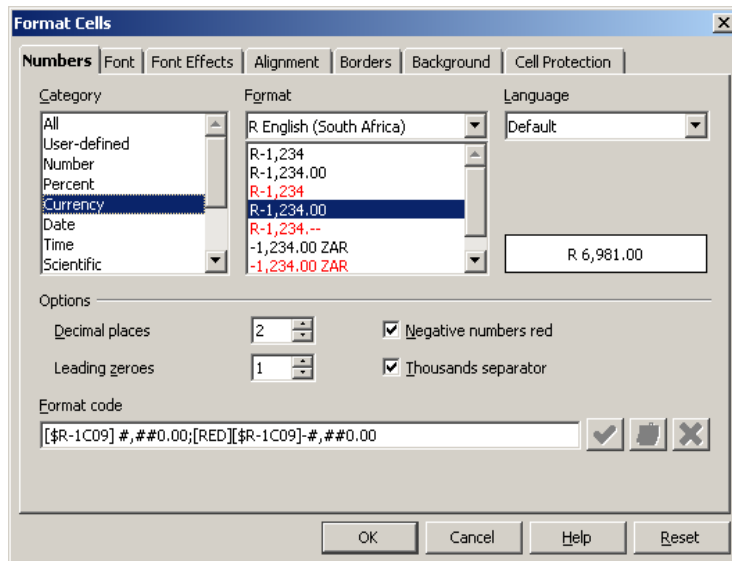 Format Cells
Numbers Font Font Effects Alignment Borders Background Cell Protection
Category Format Language
All
User-defined
Number
Percent
Currency
Date
Time
Scientific
R English (South Africa)
R-1,234
R-1,234.00
R-1,234
R-1,234.00
R-1,234.--
-1,234.00 ZAR
-1,234.00 ZAR
Default
R 6,981.00
Options
Decimal places 2 Negative numbers red
Leading zeroes 1 Thousands separator
Format code
[$R-1C09] #,##0.00;[RED][$R-1C09]-#,##0.00
OK Cancel Help Reset